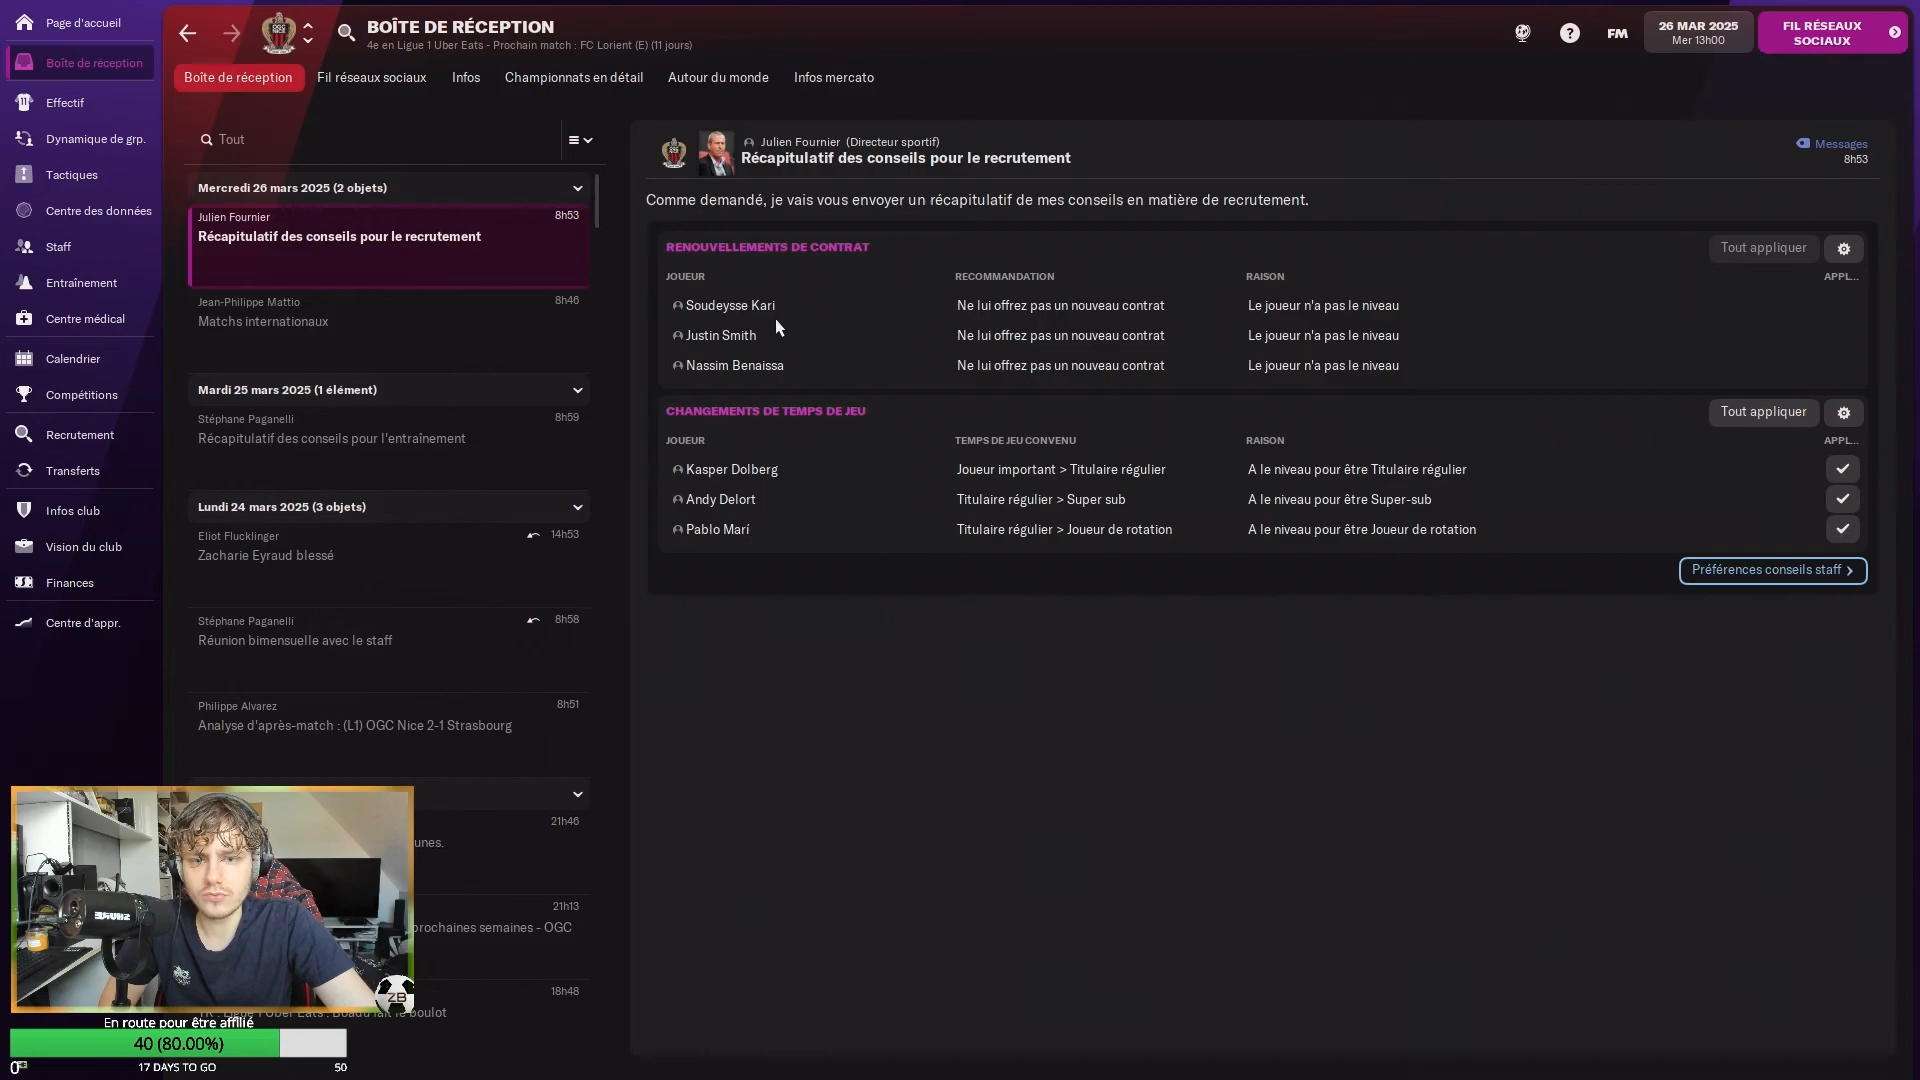 Page d'accueil
Boîte de réception
Effectif
Dynamique de grp.
Tactiques
Centre des données
Staff
Entraînement
Centre médical
Calendrier
Compétitions
Recrutement
Transferts
Infos club
Vision du club
Finances
Centre d'appr.
BOÎTE DE RÉCEPTION
4e en Ligue 1 Uber Eats - Prochain match : FC Lorient (E) (11 jours)
?
FM
26 MAR 2025
Mer 13h00
FIL RÉSEAUX
SOCIAUX
Boîte de réception Fil réseaux sociaux Infos Championnats en détail Autour du monde Infos mercato
Tout
Mercredi 26 mars 2025 (2 objets)
Julien Fournier 8h53
Récapitulatif des conseils pour le recrutement
Jean-Philippe Mattio 8h46
Matchs internationaux
Mardi 25 mars 2025 (1 élément)
Stéphane Paganelli 8h59
Récapitulatif des conseils pour l'entraînement
Lundi 24 mars 2025 (3 objets)
Eliot Flucklinger 14h53
Zacharie Eyraud blessé
Stéphane Paganelli 8h58
Réunion bimensuelle avec le staff
Philippe Alvarez 8h51
Analyse d'après-match : (L1) OGC Nice 2-1 Strasbourg
21h46
unes.
21h13
prochaines semaines - OGC
18h48
TR : Ligue 1 Uber Eats : Boadu fait le boulot
Julien Fournier (Directeur sportif)
Récapitulatif des conseils pour le recrutement
Messages
8h53
Comme demandé, je vais vous envoyer un récapitulatif de mes conseils en matière de recrutement.
RENOUVELLEMENTS DE CONTRAT Tout appliquer
JOUEUR RECOMMANDATION RAISON APPL...
Soudeysse Kari Ne lui offrez pas un nouveau contrat Le joueur n'a pas le niveau
Justin Smith Ne lui offrez pas un nouveau contrat Le joueur n'a pas le niveau
Nassim Benaissa Ne lui offrez pas un nouveau contrat Le joueur n'a pas le niveau
CHANGEMENTS DE TEMPS DE JEU Tout appliquer
JOUEUR TEMPS DE JEU CONVENU RAISON APPL...
Kasper Dolberg Joueur important > Titulaire régulier A le niveau pour être Titulaire régulier
Andy Delort Titulaire régulier > Super sub A le niveau pour être Super-sub
Pablo Marí Titulaire régulier > Joueur de rotation A le niveau pour être Joueur de rotation
Préférences conseils staff
SHURE
ZB
En route pour être affilié
40 (80.00%)
0 17 DAYS TO GO 50